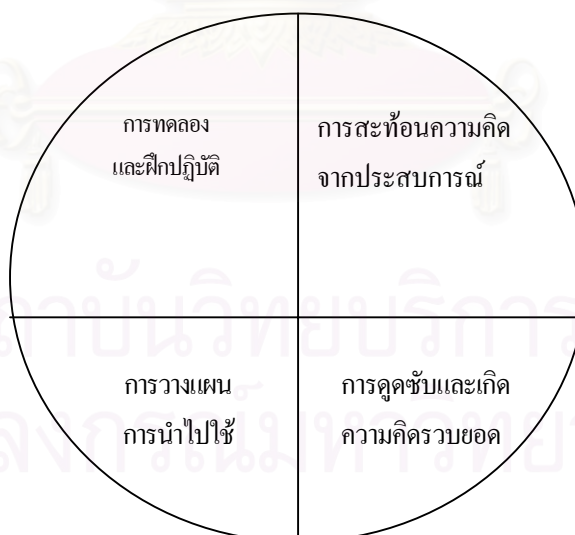 การทดลอง
และฝึกปฏิบัติ
การสะท้อนความคิด
จากประสบการณ์
การวางแผน
การนำไปใช้
การดูดซับและเกิด
ความคิดรวบยอด